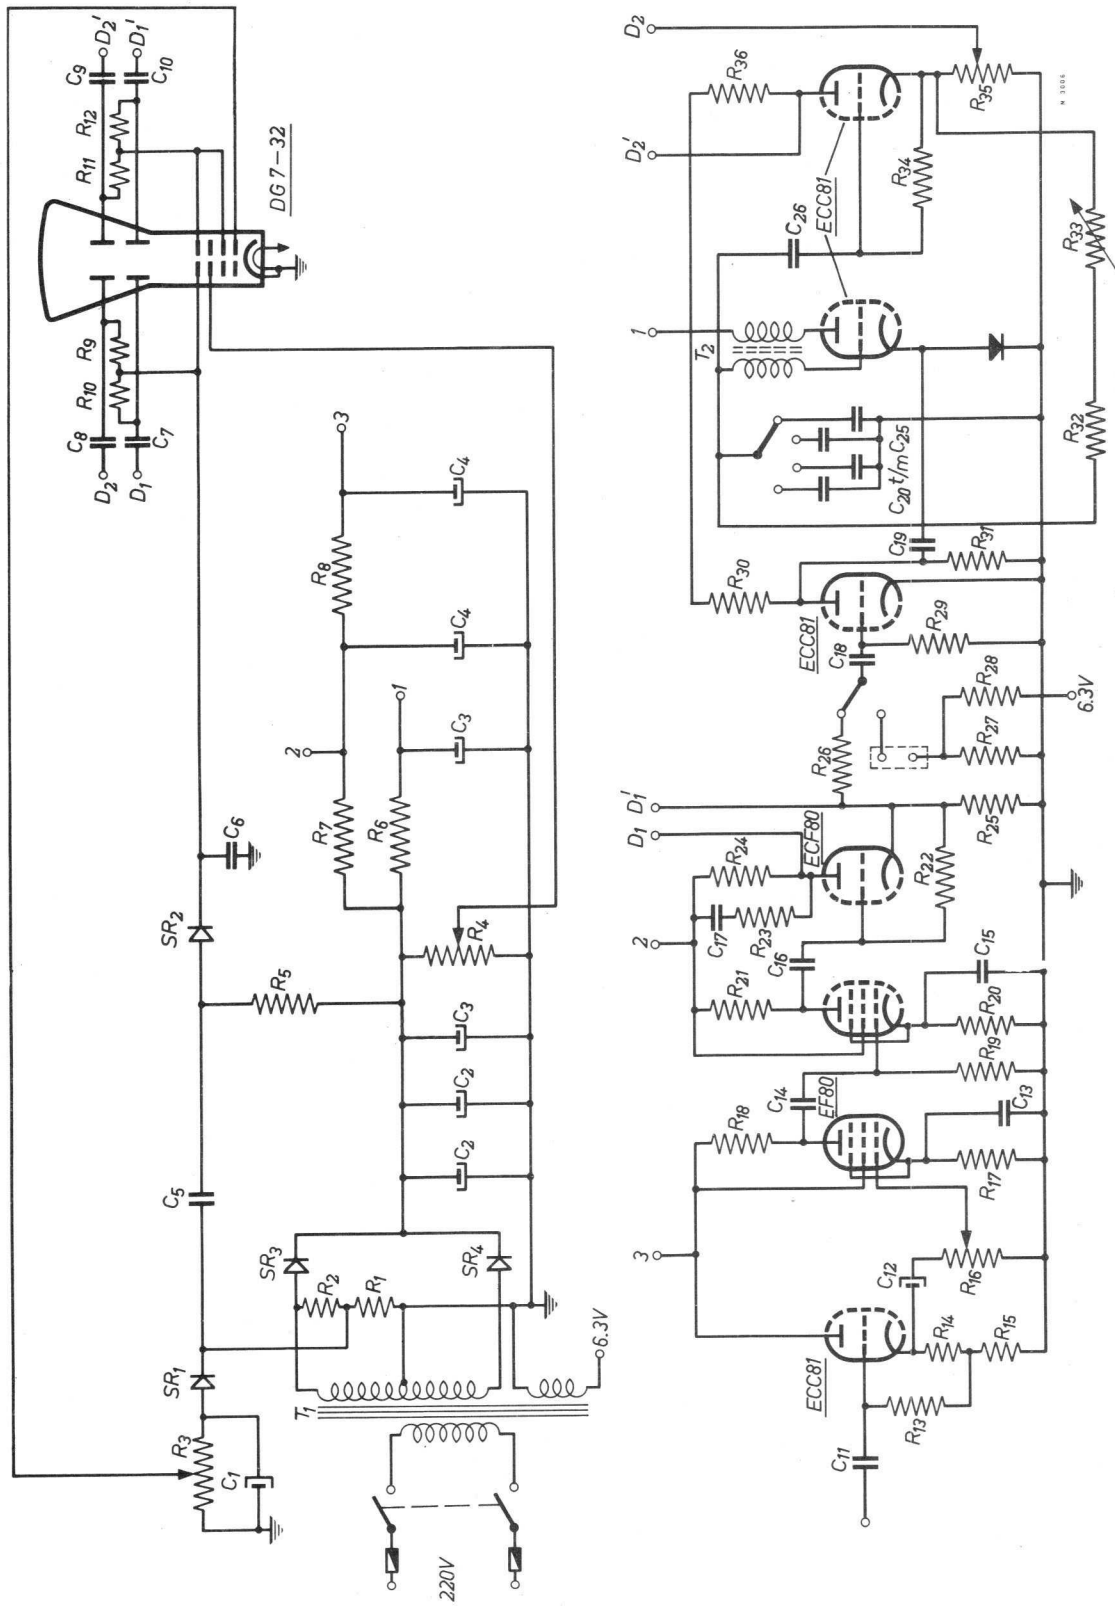 D2'
D1'
C9
C10
R12
R11
DG 7-32
R9
R10
C8
C7
D2
D1
3
R8
C4
C4
2
1
C3
R7
R6
C6
SR2
R4
R5
C3
C2
C2
C5
SR3
SR4
R2
R1
SR1
T1
6.3V
R3
C1
220V
D2
R36
R35
N 3006
D2'
ECC81
R34
C26
R33
1
T2
R32
C20 t/m C25
C19
R31
R30
ECC81
R29
C18
R28
6.3V
R27
R26
D1'
D1
ECF80
R25
R24
R22
C17
R23
2
C16
C15
R21
R20
R19
C14
EF80
C13
R18
R17
3
C12
R16
R14
R15
ECC81
R13
C11